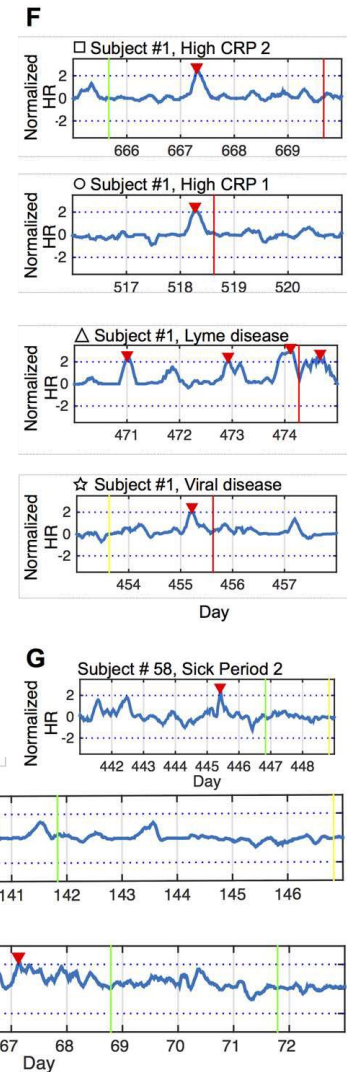 F
□ Subject #1, High CRP 2
Normalized
HR
2
0
-2
666 667 668 669
○ Subject #1, High CRP 1
Normalized
HR
2
0
-2
517 518 519 520
△ Subject #1, Lyme disease
Normalized
HR
2
0
-2
471 472 473 474
☆ Subject #1, Viral disease
Normalized
HR
2
0
-2
454 455 456 457
Day
G
Subject # 58, Sick Period 2
Normalized
HR
2
0
-2
442 443 444 445 446 447 448
Day
141 142 143 144 145 146
67 68 69 70 71 72
Day